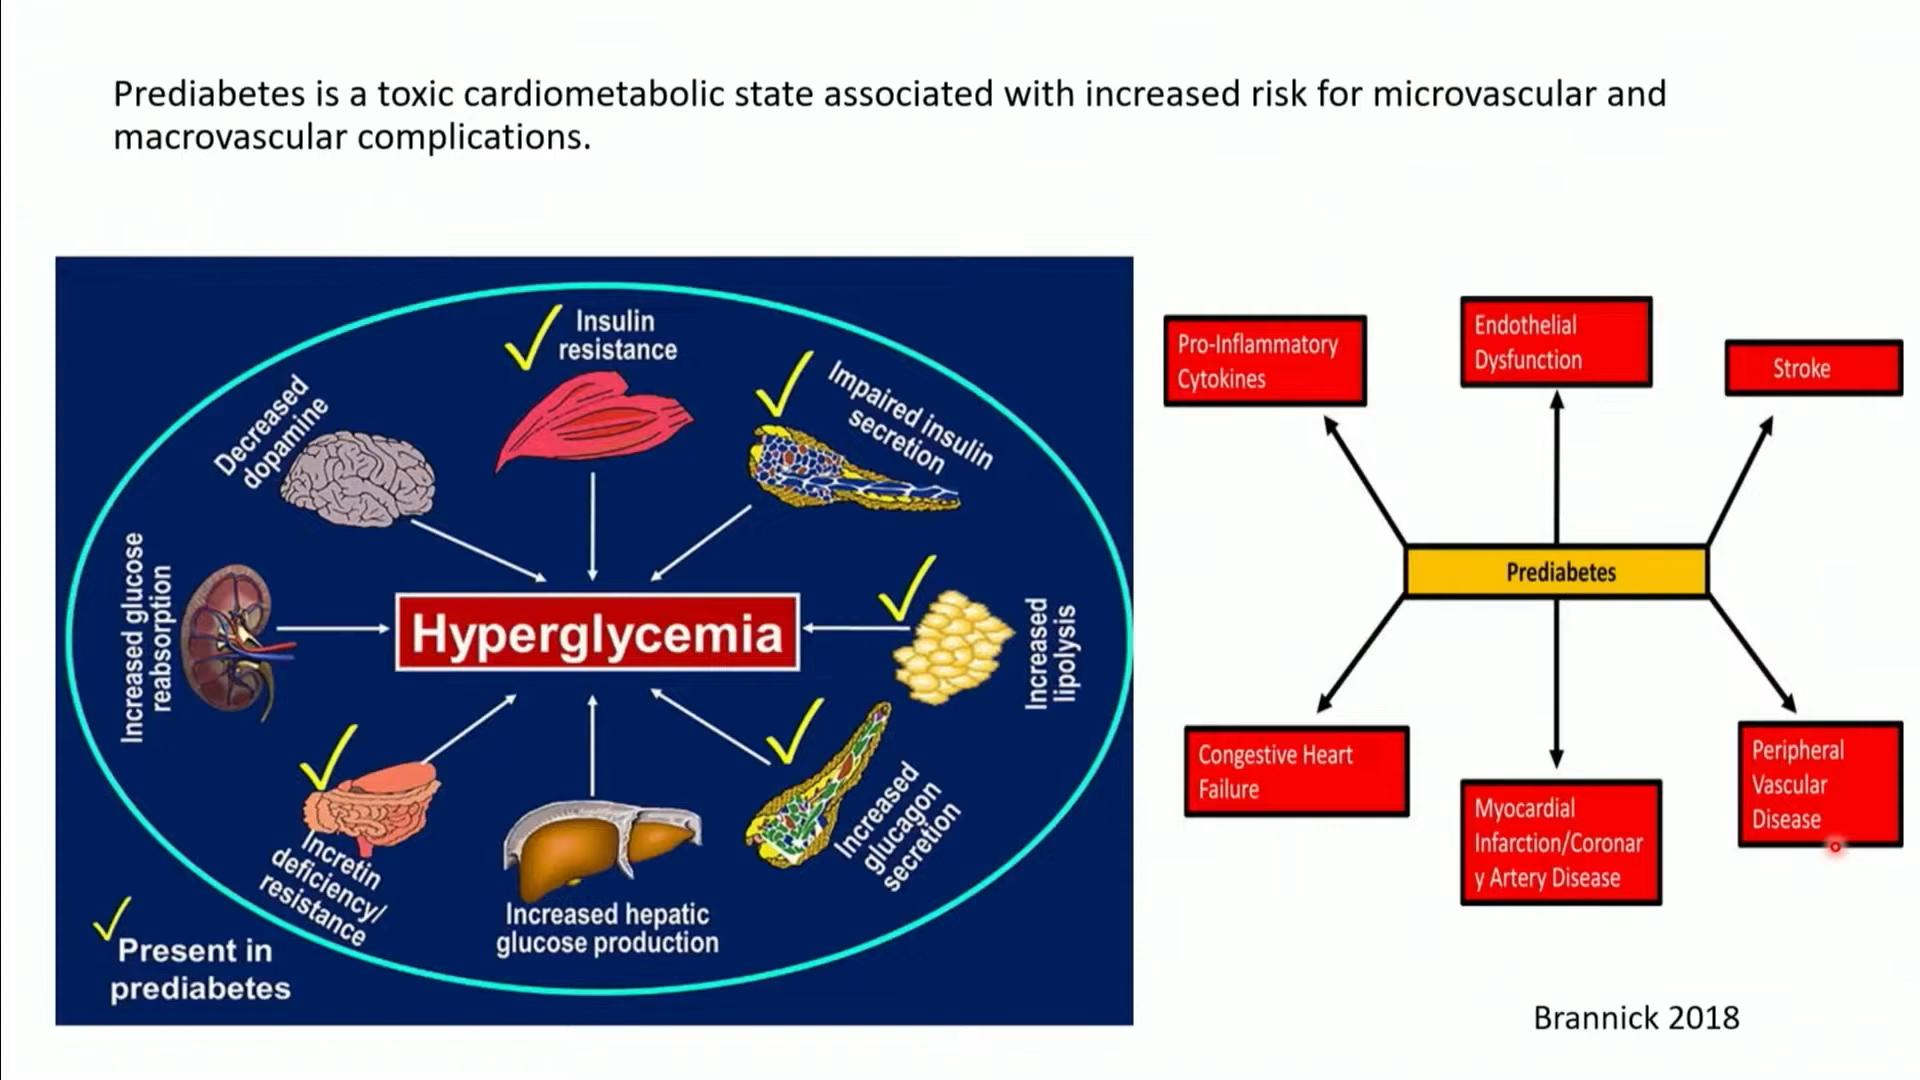 Prediabetes is a toxic cardiometabolic state associated with increased risk for microvascular and
macrovascular complications.
Insulin
resistance
Impaired insulin
secretion
Decreased
dopamine
Increased glucose
reabsorption
Hyperglycemia
Increased
lipolysis
Incretin
deficiency/
resistance
Increased hepatic
glucose production
Increased
glucagon
secretion
Present in
prediabetes
Pro-Inflammatory
Cytokines
Endothelial
Dysfunction
Stroke
Prediabetes
Congestive Heart
Failure
Myocardial
Infarction/Coronar
y Artery Disease
Peripheral
Vascular
Disease
Brannick 2018